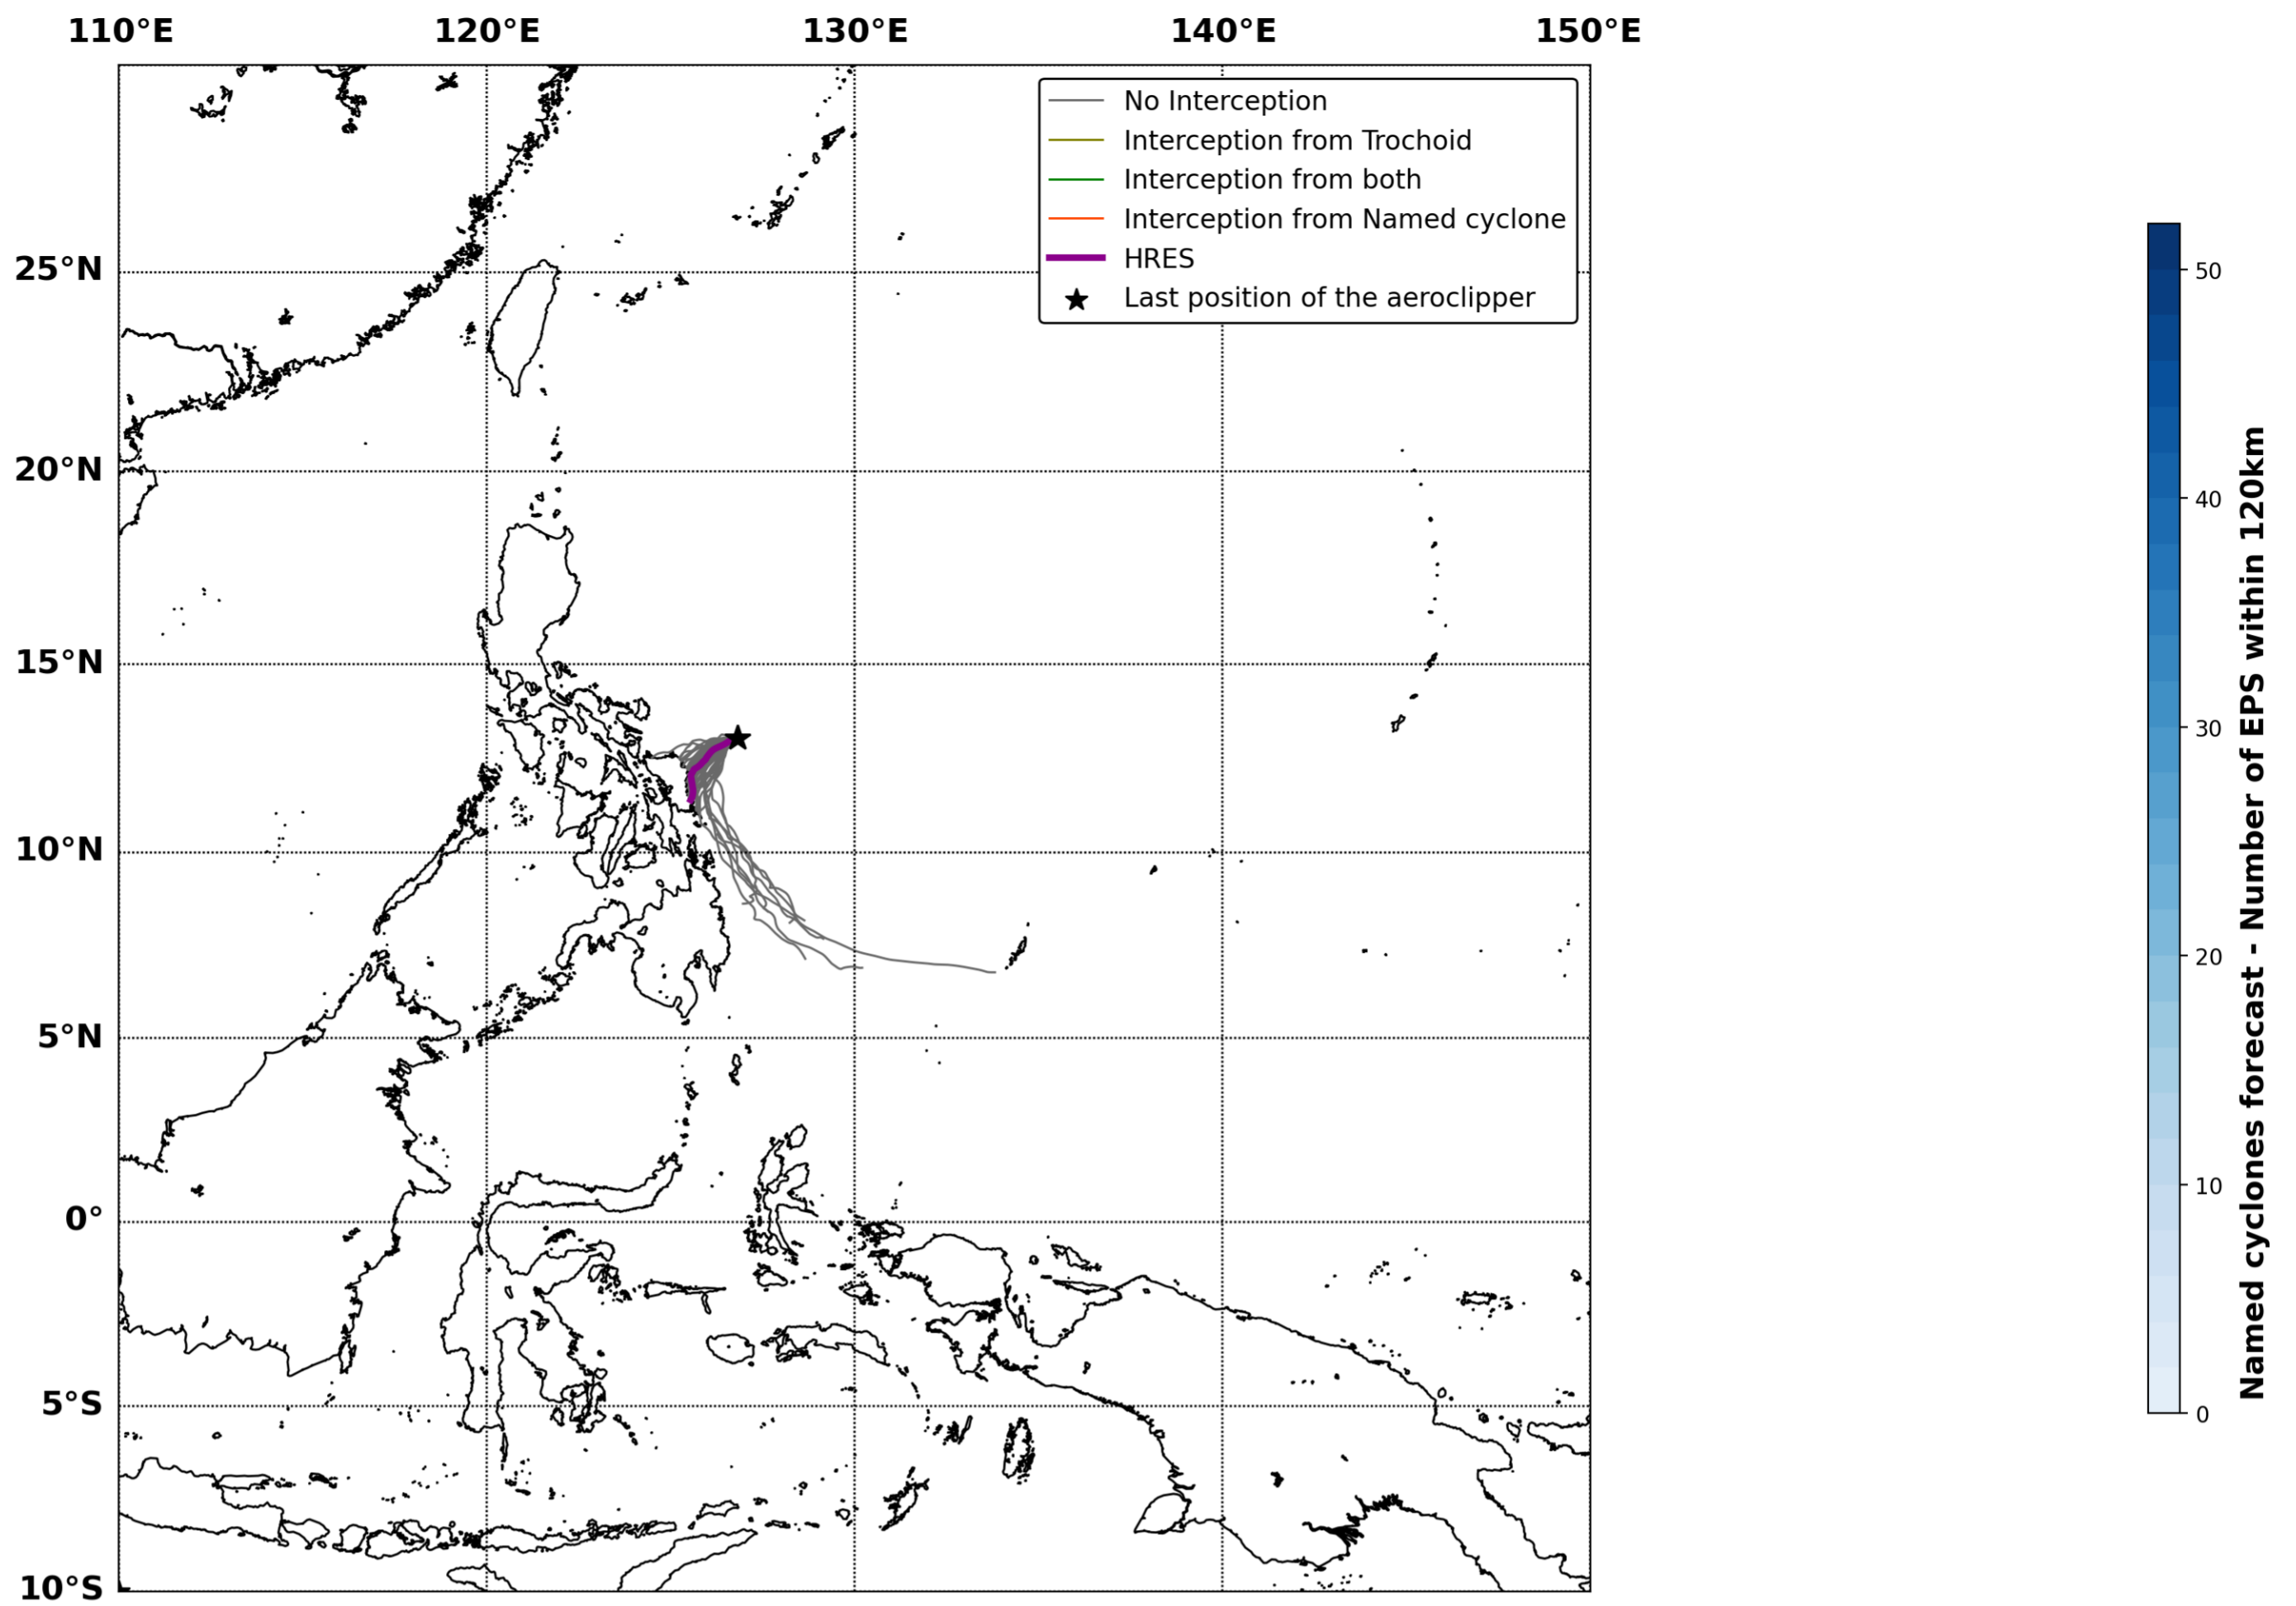 110°E 120°E 130°E 140°E 150°E
No Interception
Interception from Trochoid
Interception from both
Interception from Named cyclone
HRES
Last position of the aeroclipper
25°N
20°N
15°N
10°N
5°N
0°
5°S
10°S
50
40
30
20
10
0
Named cyclones forecast - Number of EPS within 120km